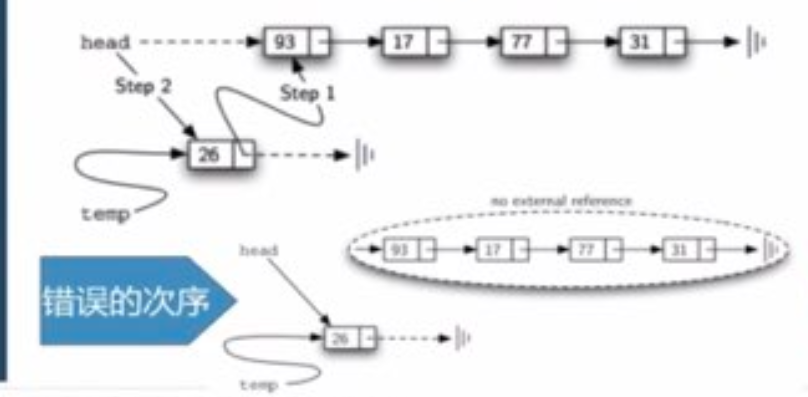 head
93 17 77 31
Step 2
Step 1
26
temp
no external reference
head
93 17 77 31
错误的次序
26
temp